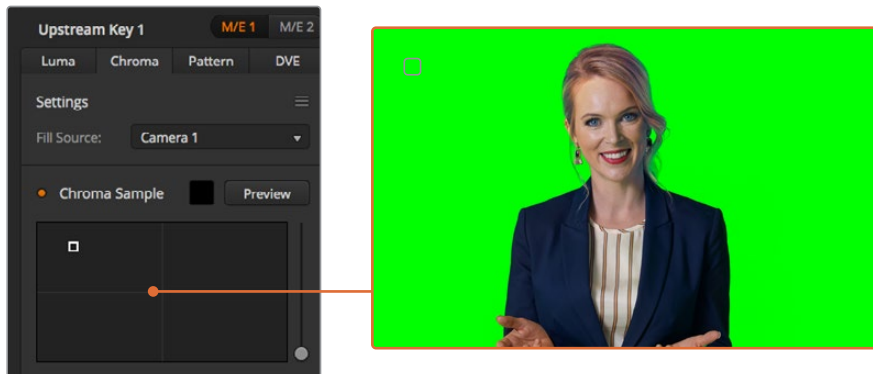 Upstream Key 1 M/E 1 M/E 2
Luma Chroma Pattern DVE
Settings
Fill Source: Camera 1
Chroma Sample Preview